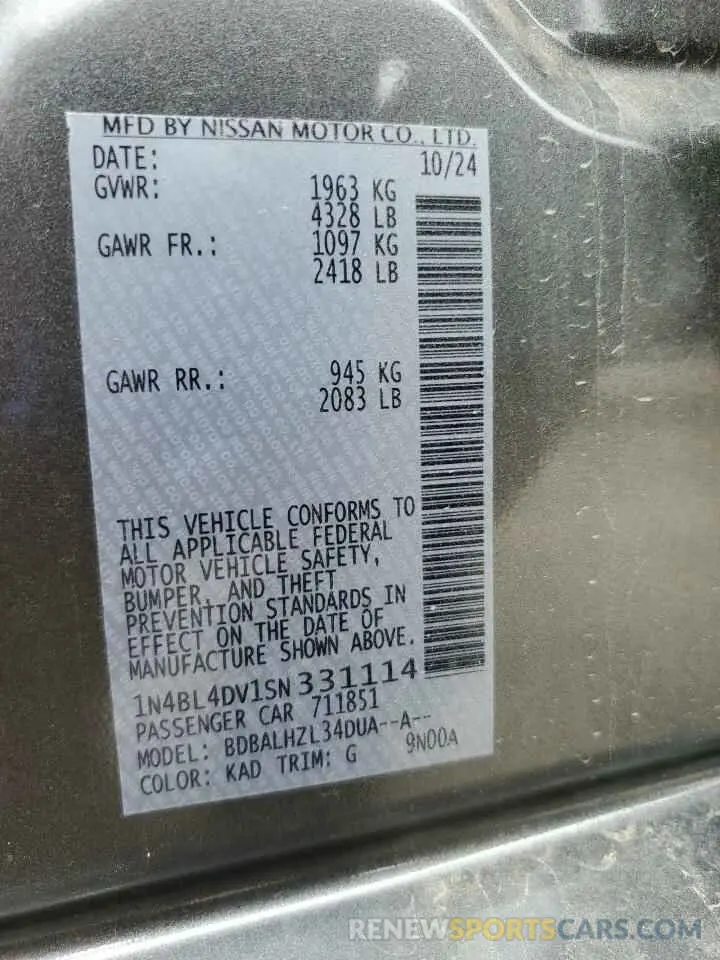 MFD BY NISSAN MOTOR CO., LTD.
DATE: 10/24
GVWR: 1963 KG
4328 LB
GAWR FR.: 1097 KG
2418 LB
GAWR RR.: 945 KG
2083 LB
THIS VEHICLE CONFORMS TO
ALL APPLICABLE FEDERAL
MOTOR VEHICLE SAFETY,
BUMPER, AND THEFT
PREVENTION STANDARDS IN
EFFECT ON THE DATE OF
MANUFACTURE SHOWN ABOVE.
1N4BL4DV1SN331114
PASSENGER CAR 711851
MODEL: BDBALHZL34DUA--A--
COLOR: KAD TRIM: G 9N00A
RENEWSPORTSCARS.COM